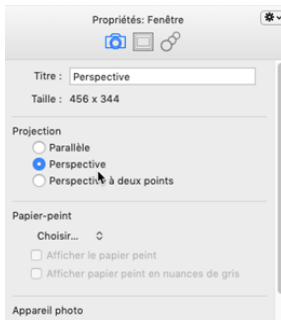 Propriétés: Fenêtre
Titre : Perspective
Taille : 456 x 344
Projection
Parallèle
Perspective
Perspective à deux points
Papier-peint
Choisir...
Afficher le papier peint
Afficher papier peint en nuances de gris
Appareil photo